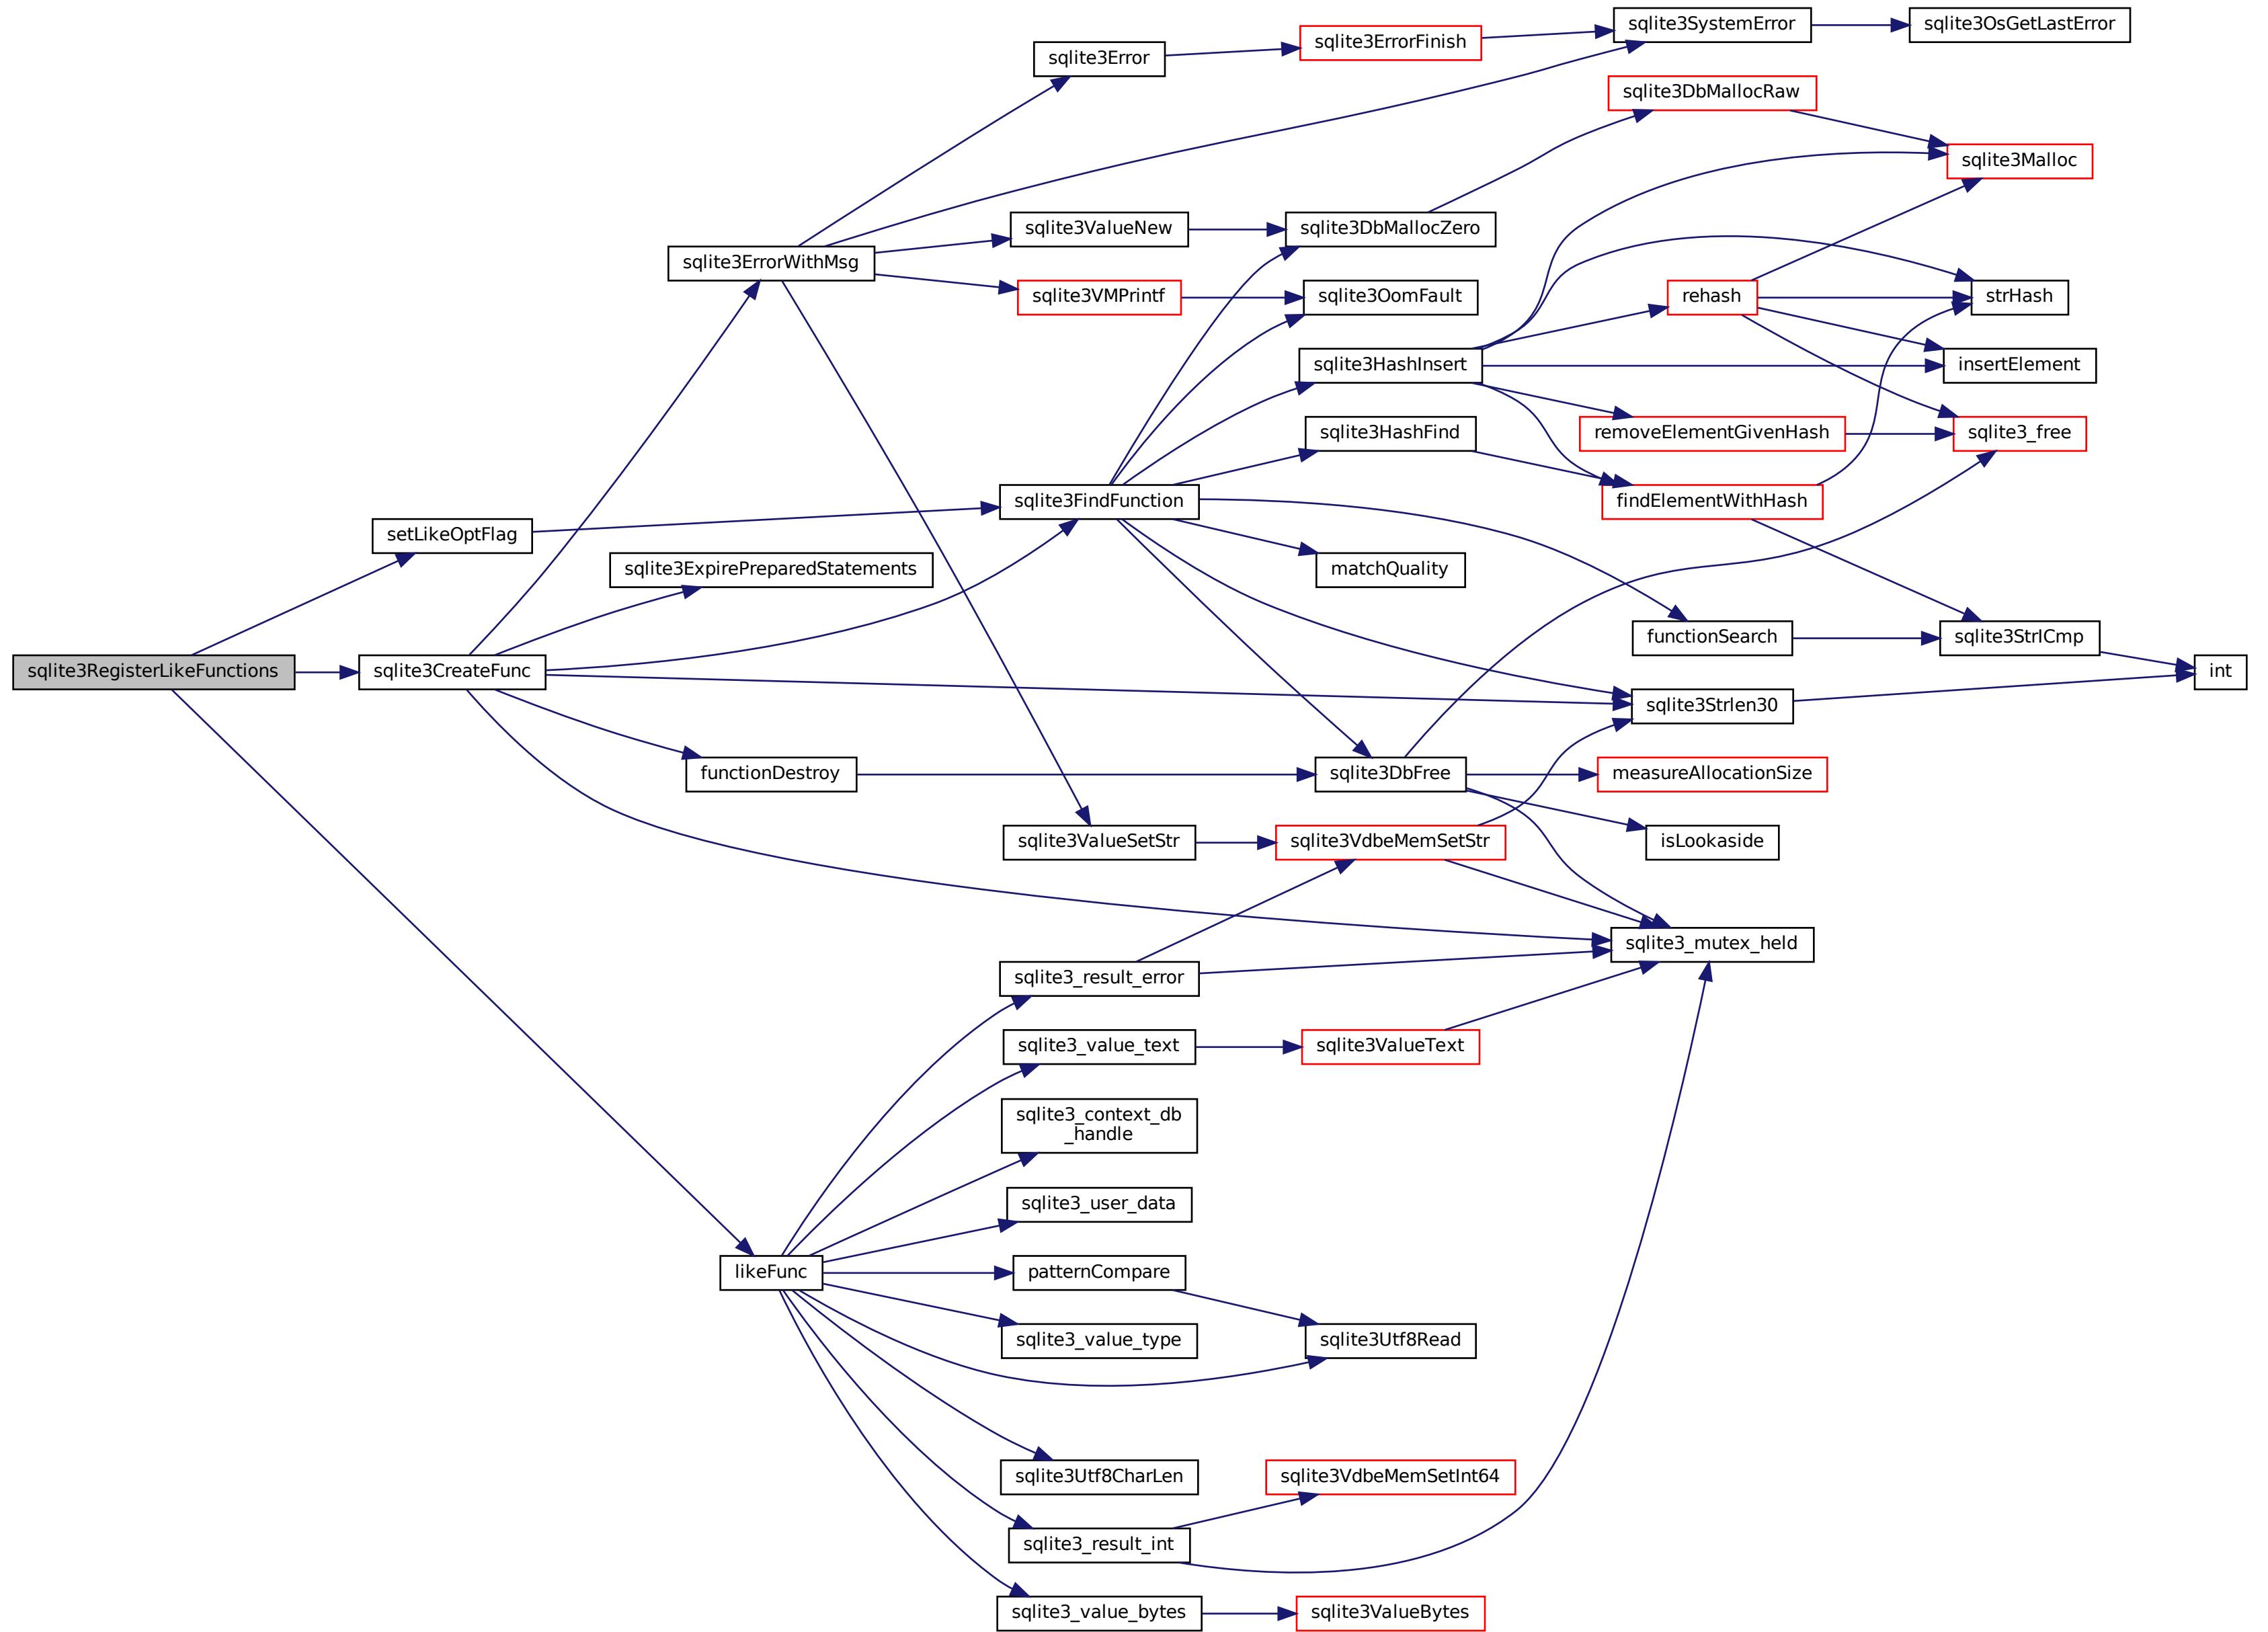 sqlite3RegisterLikeFunctions
setLikeOptFlag
sqlite3CreateFunc
likeFunc
sqlite3ErrorWithMsg
sqlite3ExpirePreparedStatements
functionDestroy
sqlite3Error
sqlite3ValueNew
sqlite3VMPrintf
sqlite3FindFunction
sqlite3ValueSetStr
sqlite3_result_error
sqlite3_value_text
sqlite3_context_db
_handle
sqlite3_user_data
patternCompare
sqlite3_value_type
sqlite3Utf8CharLen
sqlite3_result_int
sqlite3_value_bytes
sqlite3ErrorFinish
sqlite3DbMallocZero
sqlite3OomFault
sqlite3HashInsert
sqlite3HashFind
matchQuality
sqlite3DbFree
sqlite3VdbeMemSetStr
sqlite3ValueText
sqlite3Utf8Read
sqlite3VdbeMemSetInt64
sqlite3ValueBytes
sqlite3SystemError
sqlite3DbMallocRaw
rehash
removeElementGivenHash
findElementWithHash
functionSearch
sqlite3Strlen30
measureAllocationSize
isLookaside
sqlite3_mutex_held
sqlite3OsGetLastError
sqlite3Malloc
strHash
insertElement
sqlite3_free
sqlite3StrICmp
int